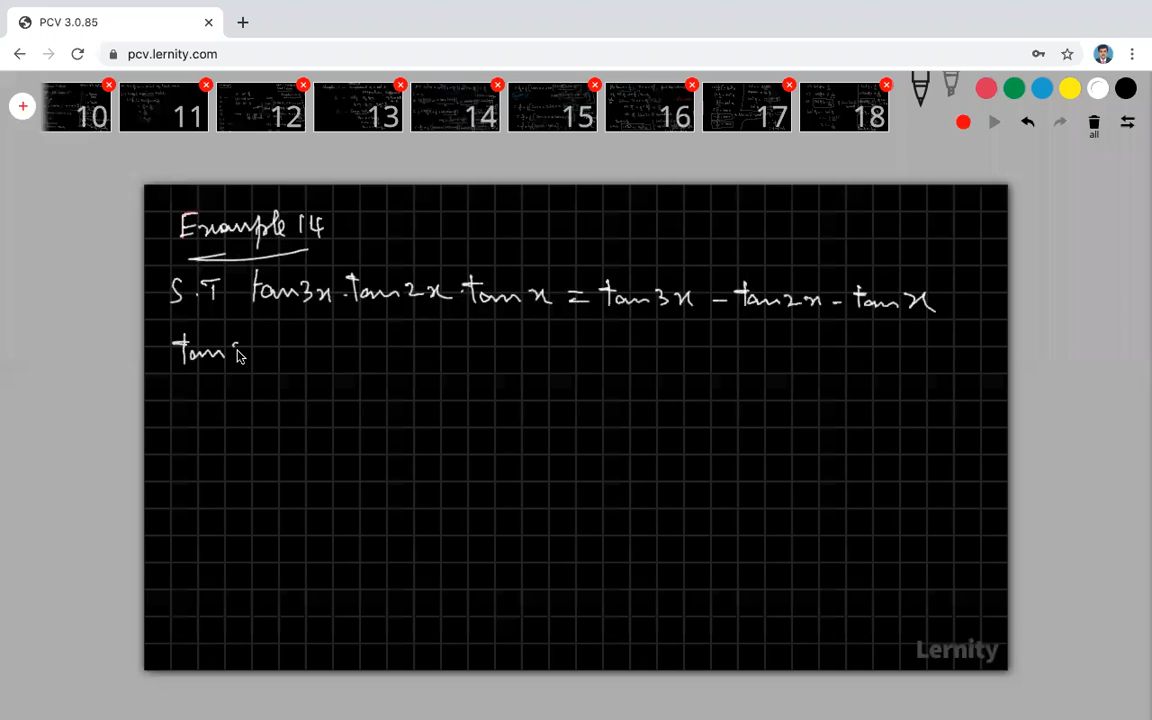 PCV 3.0.85
pcv.lernity.com
10 11 12 13 14 15 16 17 18
all
Example 14
S.T tan3x.tan2x.tanx = tan3x - tan2x - tanx
tan
Lernity